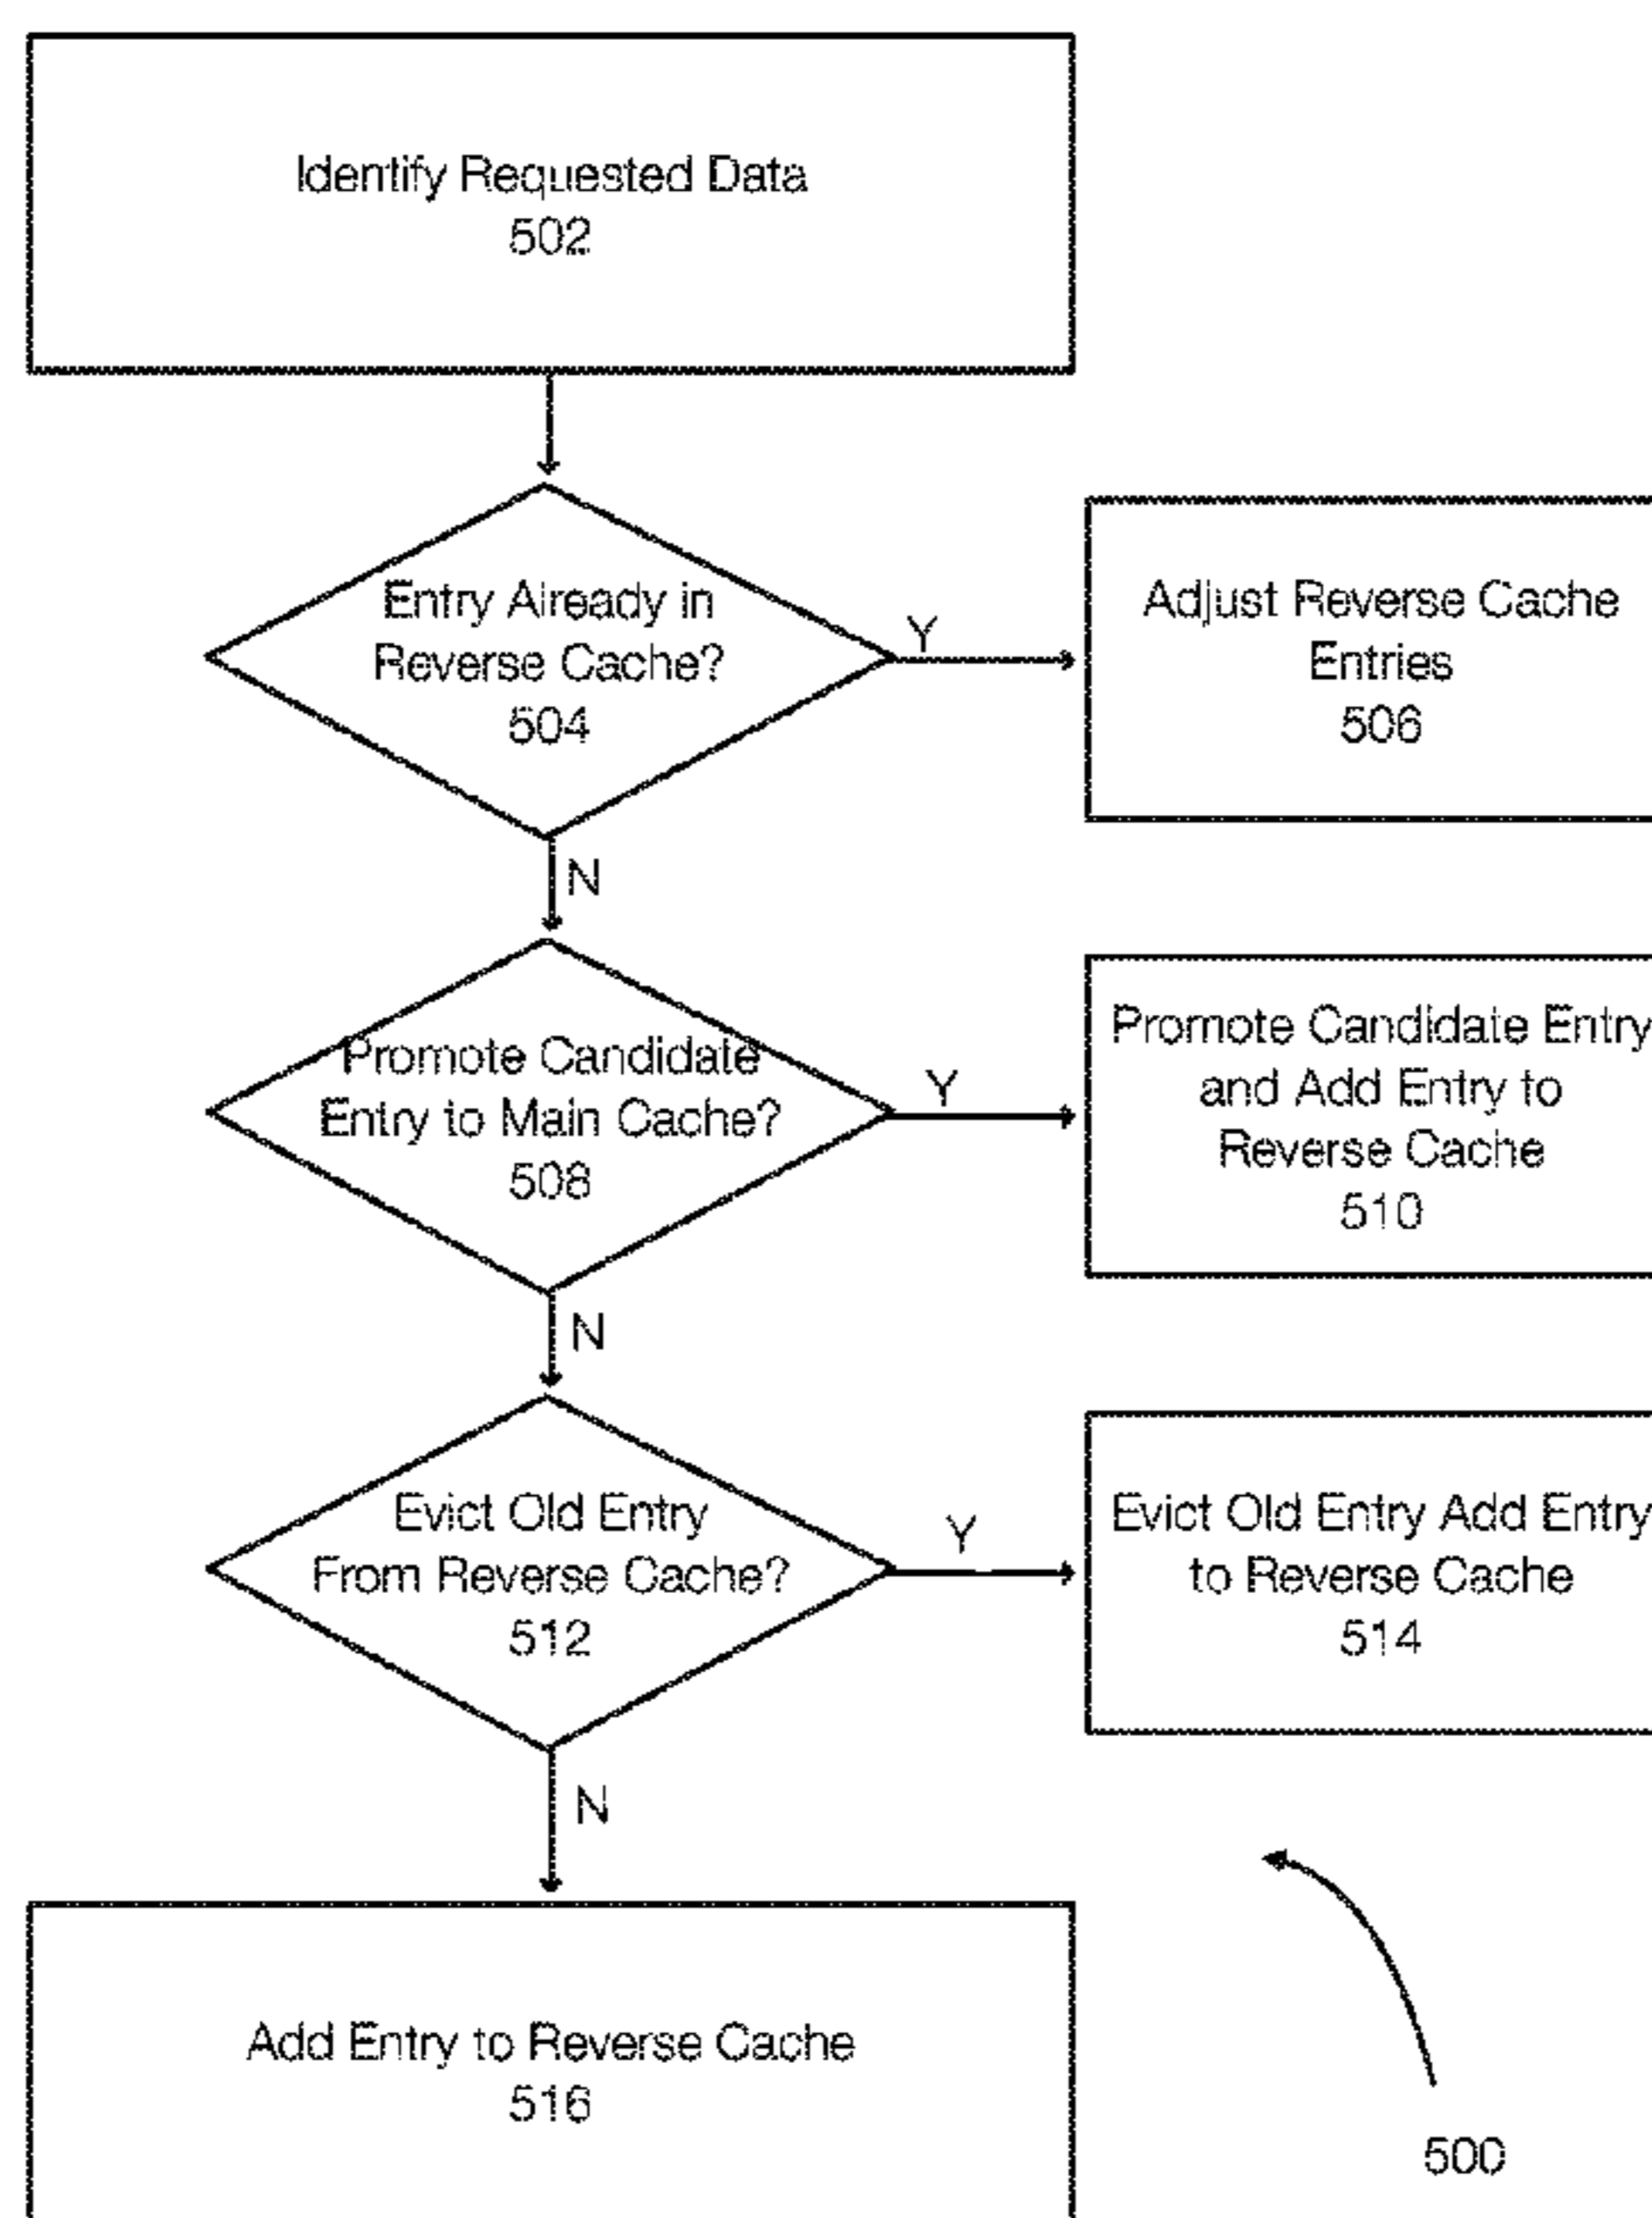 Identify Requested Data
502
Entry Already in
Reverse Cache?
504
Y
Adjust Reverse Cache
Entries
506
N
Promote Candidate
Entry to Main Cache?
508
Y
Promote Candidate Entry
and Add Entry to
Reverse Cache
510
N
Evict Old Entry
From Reverse Cache?
512
Y
Evict Old Entry Add Entry
to Reverse Cache
514
N
Add Entry to Reverse Cache
516
500